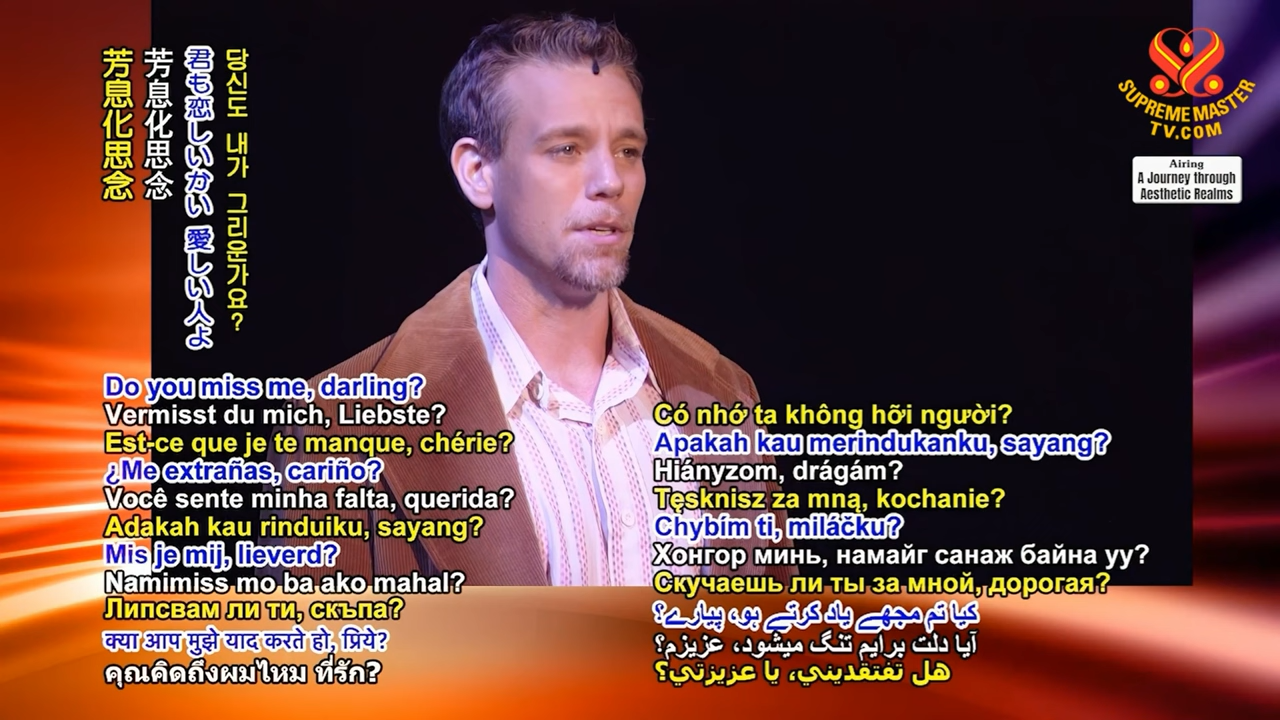 芳息化思念
芳息化思念
君も恋しいかい 愛しい人よ
당신도 내가 그리운가요?
SUPREME MASTER
TV.COM
Airing
A Journey through
Aesthetic Realms
Do you miss me, darling?
Vermisst du mich, Liebste?
Est-ce que je te manque, chérie?
¿Me extrañas, cariño?
Você sente minha falta, querida?
Adakah kau rinduiku, sayang?
Mis je mij, lieverd?
Namimiss mo ba ako mahal?
Липсвам ли ти, скъпа?
क्या आप मुझे याद करते हो, प्रिये?
คุณคิดถึงผมไหม ที่รัก?
Có nhớ ta không hỡi người?
Apakah kau merindukanku, sayang?
Hiányzom, drágám?
Tęsknisz za mną, kochanie?
Chybím ti, miláčku?
Хонгор минь, намайг санаж байна уу?
Скучаешь ли ты за мной, дорогая?
کیا تم مجھے یاد کرتے ہو، پیارے؟
آیا دلت برایم تنگ میشود، عزیزم؟
هل تفتقديني، يا عزيزتي؟